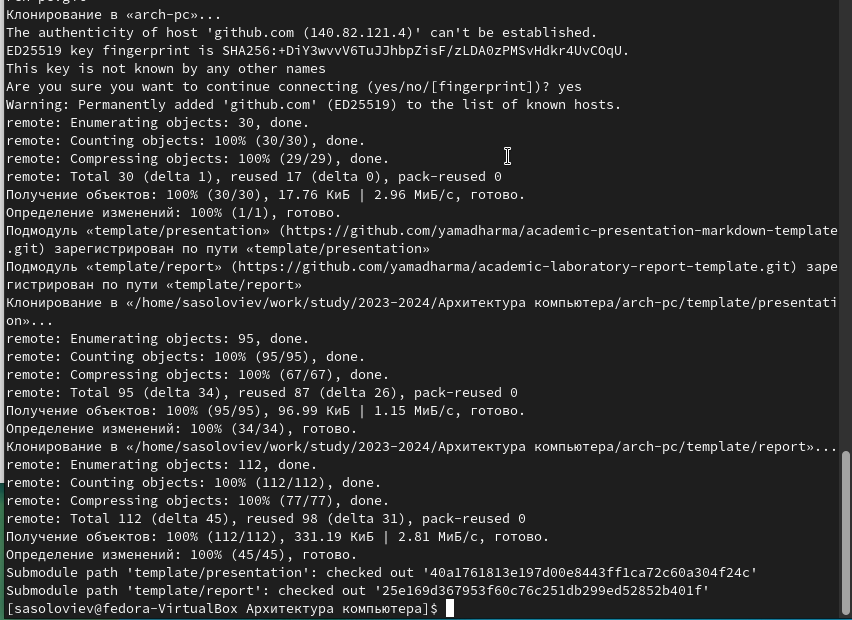 Клонирование в «arch-pc»...
The authenticity of host 'github.com (140.82.121.4)' can't be established.
ED25519 key fingerprint is SHA256:+DiY3wvvV6TuJJhbpZisF/zLDA0zPMSvHdkr4UvCOqU.
This key is not known by any other names
Are you sure you want to continue connecting (yes/no/[fingerprint])? yes
Warning: Permanently added 'github.com' (ED25519) to the list of known hosts.
remote: Enumerating objects: 30, done.
remote: Counting objects: 100% (30/30), done.
remote: Compressing objects: 100% (29/29), done.
remote: Total 30 (delta 1), reused 17 (delta 0), pack-reused 0
Получение объектов: 100% (30/30), 17.76 КиБ | 2.96 МиБ/с, готово.
Определение изменений: 100% (1/1), готово.
Подмодуль «template/presentation» (https://github.com/yamadharma/academic-presentation-markdown-template
.git) зарегистрирован по пути «template/presentation»
Подмодуль «template/report» (https://github.com/yamadharma/academic-laboratory-report-template.git) заре
гистрирован по пути «template/report»
Клонирование в «/home/sasoloviev/work/study/2023-2024/Архитектура компьютера/arch-pc/template/presentati
on»...
remote: Enumerating objects: 95, done.
remote: Counting objects: 100% (95/95), done.
remote: Compressing objects: 100% (67/67), done.
remote: Total 95 (delta 34), reused 87 (delta 26), pack-reused 0
Получение объектов: 100% (95/95), 96.99 КиБ | 1.15 МиБ/с, готово.
Определение изменений: 100% (34/34), готово.
Клонирование в «/home/sasoloviev/work/study/2023-2024/Архитектура компьютера/arch-pc/template/report»...
remote: Enumerating objects: 112, done.
remote: Counting objects: 100% (112/112), done.
remote: Compressing objects: 100% (77/77), done.
remote: Total 112 (delta 45), reused 98 (delta 31), pack-reused 0
Получение объектов: 100% (112/112), 331.19 КиБ | 2.81 МиБ/с, готово.
Определение изменений: 100% (45/45), готово.
Submodule path 'template/presentation': checked out '40a1761813e197d00e8443ff1ca72c60a304f24c'
Submodule path 'template/report': checked out '25e169d367953f60c76c251db299ed52852b401f'
[sasoloviev@fedora-VirtualBox Архитектура компьютера]$